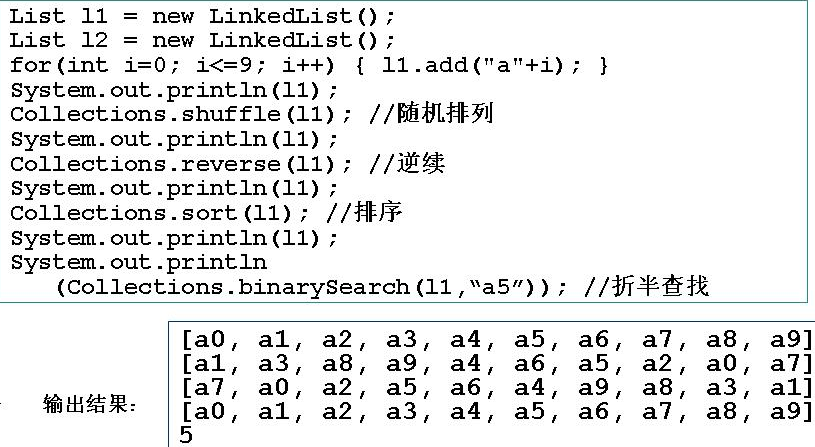 List l1 = new LinkedList();
List l2 = new LinkedList();
for(int i=0; i<=9; i++) { l1.add("a"+i); }
System.out.println(l1);
Collections.shuffle(l1); //随机排列
System.out.println(l1);
Collections.reverse(l1); //逆续
System.out.println(l1);
Collections.sort(l1); //排序
System.out.println(l1);
System.out.println
(Collections.binarySearch(l1,“a5”)); //折半查找
输出结果:
[a0, a1, a2, a3, a4, a5, a6, a7, a8, a9]
[a1, a3, a8, a9, a4, a6, a5, a2, a0, a7]
[a7, a0, a2, a5, a6, a4, a9, a8, a3, a1]
[a0, a1, a2, a3, a4, a5, a6, a7, a8, a9]
5